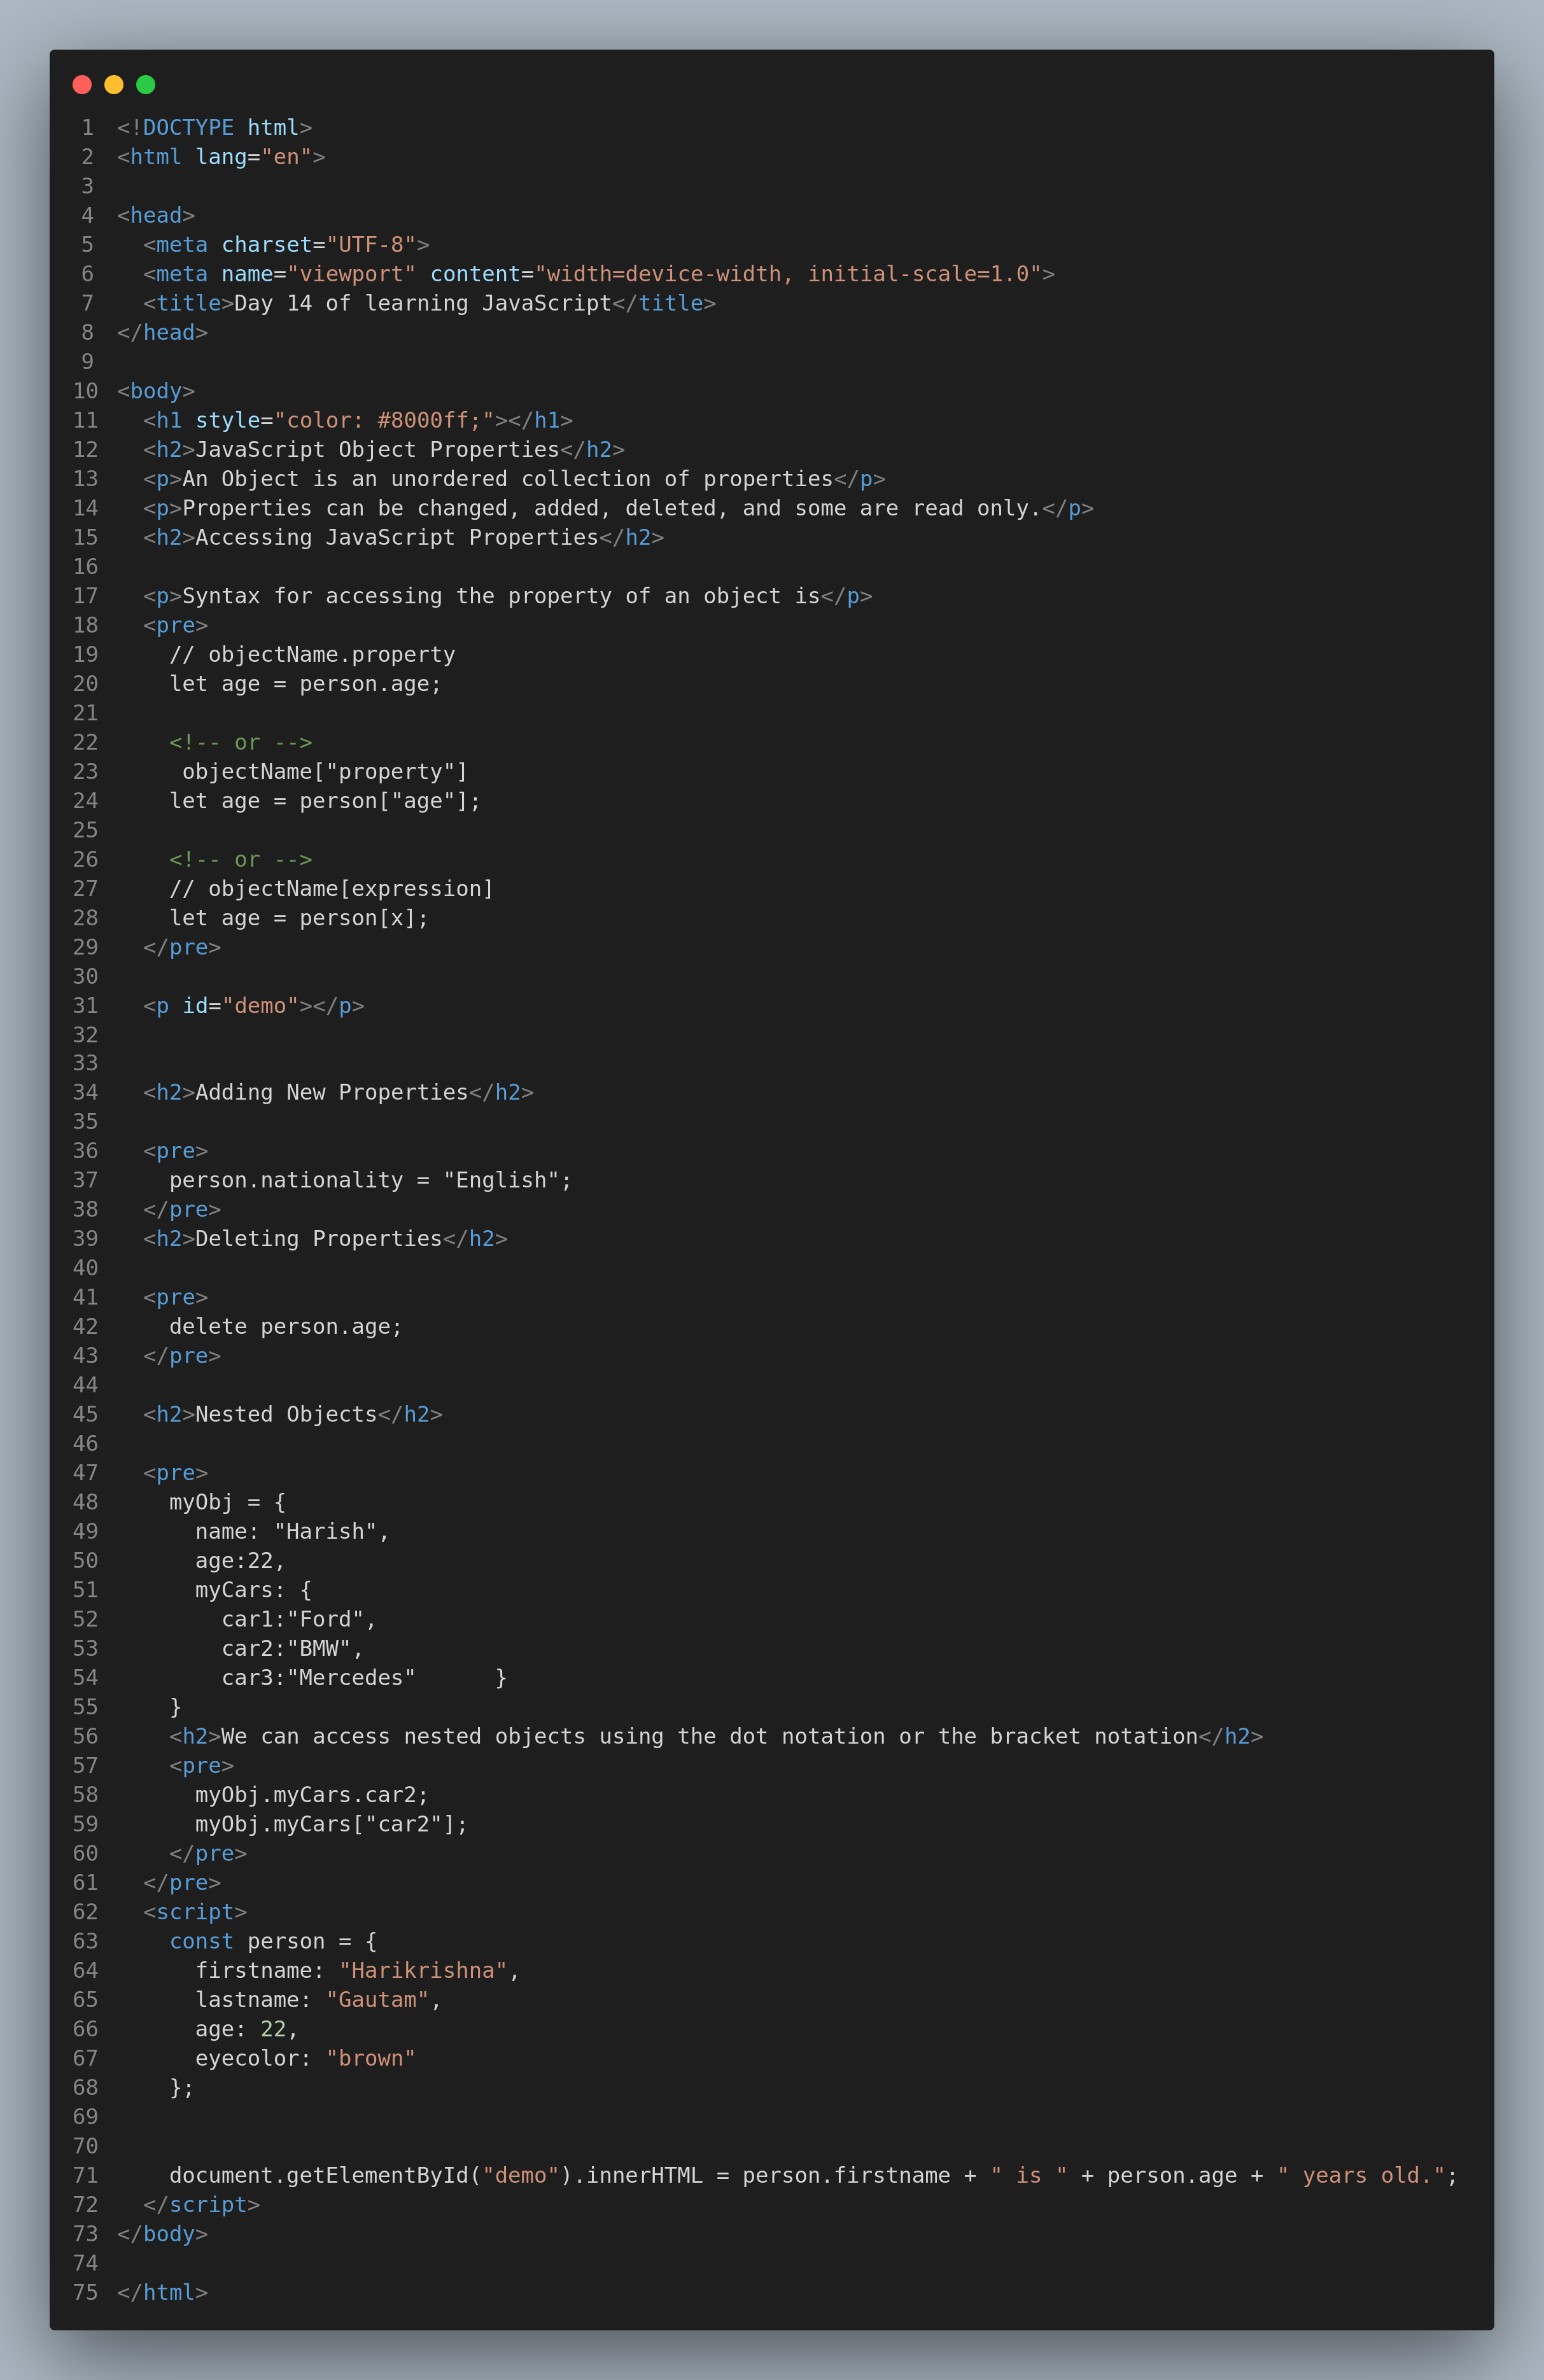 1 <!DOCTYPE html>
2 <html lang="en">
3
4 <head>
5   <meta charset="UTF-8">
6   <meta name="viewport" content="width=device-width, initial-scale=1.0">
7   <title>Day 14 of learning JavaScript</title>
8 </head>
9
10 <body>
11   <h1 style="color: #8000ff;"></h1>
12   <h2>JavaScript Object Properties</h2>
13   <p>An Object is an unordered collection of properties</p>
14   <p>Properties can be changed, added, deleted, and some are read only.</p>
15   <h2>Accessing JavaScript Properties</h2>
16
17   <p>Syntax for accessing the property of an object is</p>
18   <pre>
19     // objectName.property
20     let age = person.age;
21
22     <!-- or -->
23      objectName["property"]
24     let age = person["age"];
25
26     <!-- or -->
27     // objectName[expression]
28     let age = person[x];
29   </pre>
30
31   <p id="demo"></p>
32
33
34   <h2>Adding New Properties</h2>
35
36   <pre>
37     person.nationality = "English";
38   </pre>
39   <h2>Deleting Properties</h2>
40
41   <pre>
42     delete person.age;
43   </pre>
44
45   <h2>Nested Objects</h2>
46
47   <pre>
48     myObj = {
49       name: "Harish",
50       age:22,
51       myCars: {
52         car1:"Ford",
53         car2:"BMW",
54         car3:"Mercedes"      }
55     }
56     <h2>We can access nested objects using the dot notation or the bracket notation</h2>
57     <pre>
58       myObj.myCars.car2;
59       myObj.myCars["car2"];
60     </pre>
61   </pre>
62   <script>
63     const person = {
64       firstname: "Harikrishna",
65       lastname: "Gautam",
66       age: 22,
67       eyecolor: "brown"
68     };
69
70
71     document.getElementById("demo").innerHTML = person.firstname + " is " + person.age + " years old.";
72   </script>
73 </body>
74
75 </html>